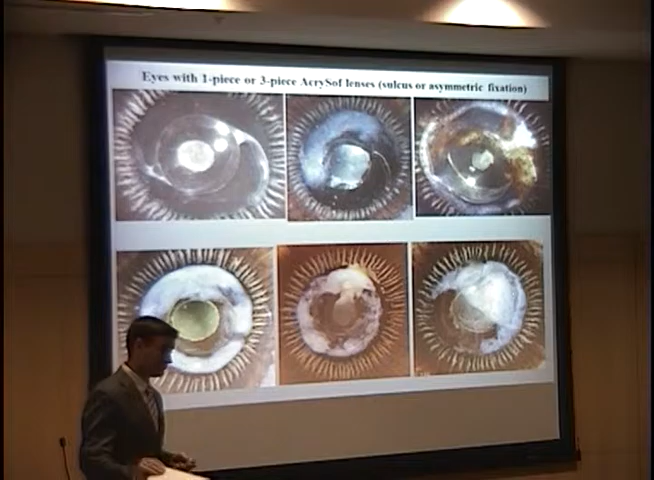 Eyes with 1-piece or 3-piece AcrySof lenses (sulcus or asymmetric fixation)